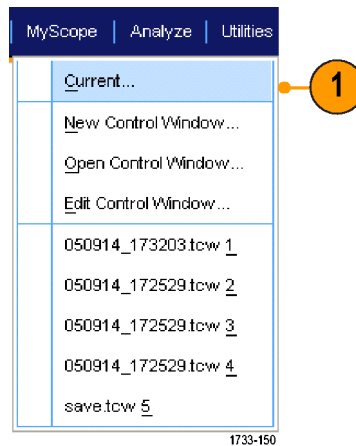 MyScope | Analyze | Utilities
Current...
1
New Control Window...
Open Control Window...
Edit Control Window...
050914_173203.tcw 1
050914_172529.tcw 2
050914_172529.tcw 3
050914_172529.tcw 4
save.tcw 5
1733-150